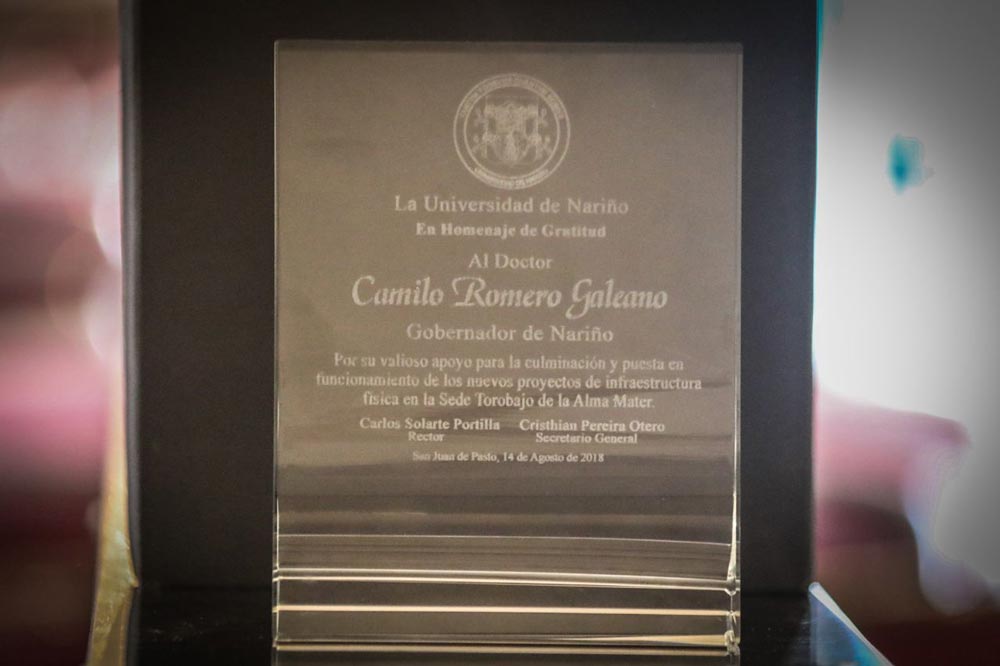 La Universidad de Nariño
En Homenaje de Gratitud
Al Doctor
Camilo Romero Galeano
Gobernador de Nariño
Por su valioso apoyo para la culminación y puesta en
funcionamiento de los nuevos proyectos de infraestructura
física en la Sede Torobajo de la Alma Mater.
Carlos Solarte Portilla Cristhian Pereira Otero
Rector Secretario General
San Juan de Pasto, 14 de Agosto de 2018